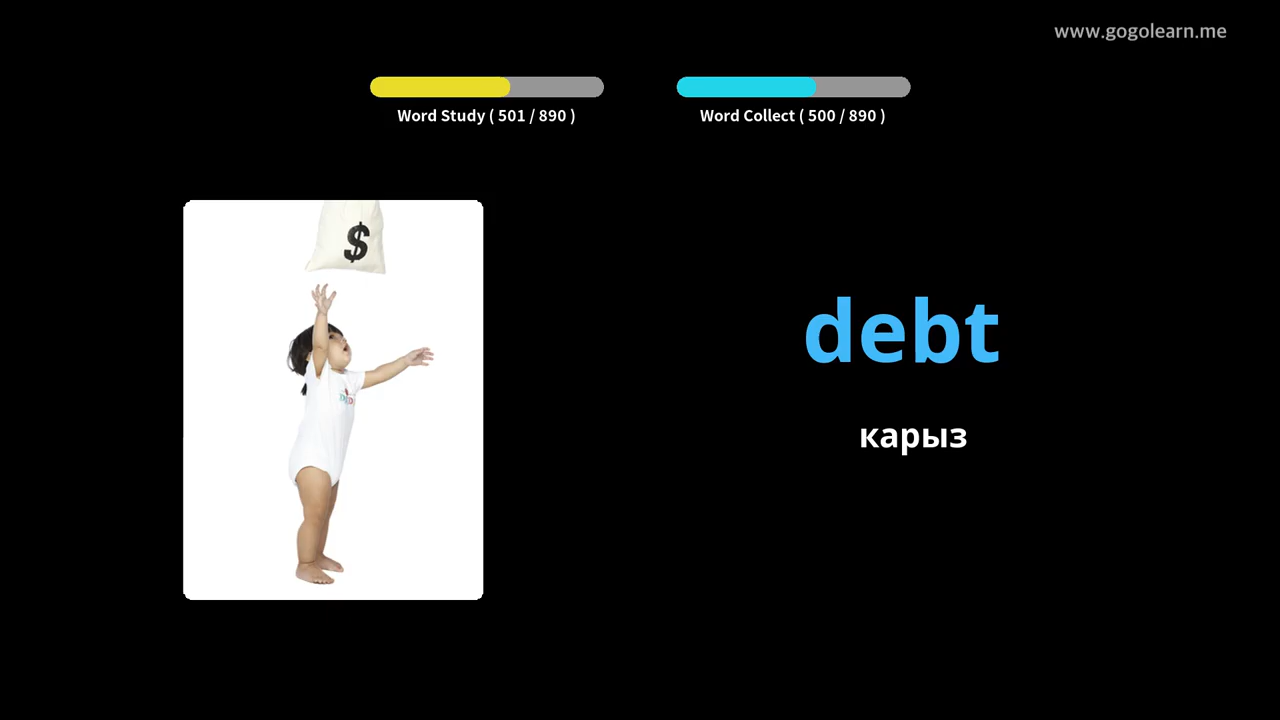 www.gogolearn.me
Word Study ( 501 / 890 )
Word Collect ( 500 / 890 )
$
debt
карыз